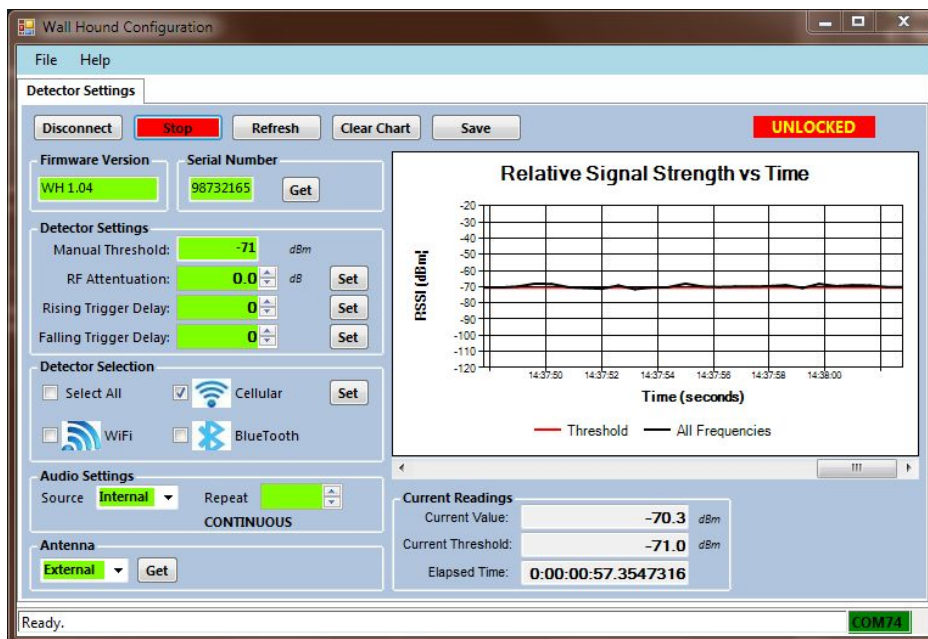 Wall Hound Configuration
File Help
Detector Settings
Disconnect Stop Refresh Clear Chart Save UNLOCKED
Firmware Version Serial Number
WH 1.04 98732165 Get
Detector Settings
Manual Threshold: -71 dBm
RF Attentuation: 0.0 dB Set
Rising Trigger Delay: 0 Set
Falling Trigger Delay: 0 Set
Detector Selection
Select All Cellular Set
WiFi BlueTooth
Audio Settings
Source Internal Repeat
CONTINUOUS
Antenna
External Get
Relative Signal Strength vs Time
RSSI [dBm]
-20
-30
-40
-50
-60
-70
-80
-90
-100
-110
-120
14:37:50 14:37:52 14:37:54 14:37:56 14:37:58 14:38:00
Time (seconds)
Threshold All Frequencies
Current Readings
Current Value: -70.3 dBm
Current Threshold: -71.0 dBm
Elapsed Time: 0:00:00:57.3547316
Ready. COM74